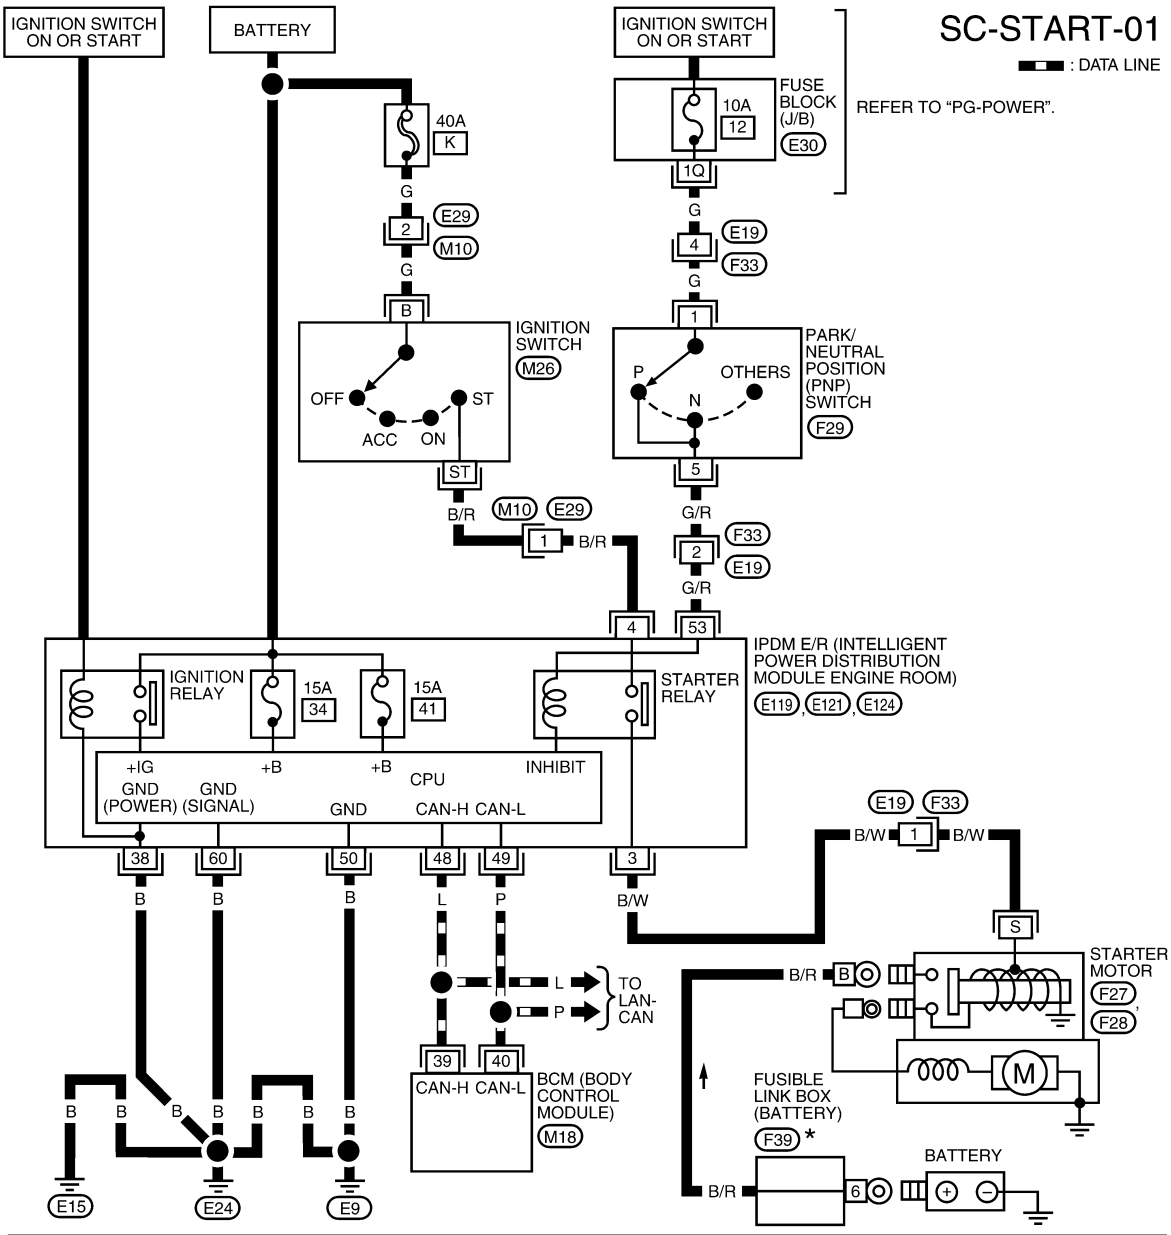 IGNITION SWITCH
ON OR START
BATTERY
IGNITION SWITCH
ON OR START
SC-START-01
: DATA LINE
FUSE
BLOCK
(J/B)
E30
REFER TO "PG-POWER".
10A
12
1Q
40A
K
G
2
E29
M10
G
B
G
4
E19
F33
G
1
IGNITION
SWITCH
M26
OFF
ACC
ON
ST
ST
PARK/
NEUTRAL
POSITION
(PNP)
SWITCH
F29
P
N
OTHERS
5
B/R
M10
E29
1
B/R
G/R
2
F33
E19
G/R
4
53
IPDM E/R (INTELLIGENT
POWER DISTRIBUTION
MODULE ENGINE ROOM)
E119 , E121 , E124
IGNITION
RELAY
15A
34
15A
41
STARTER
RELAY
+IG
+B
+B
INHIBIT
CPU
GND
(POWER)
GND
(SIGNAL)
GND
CAN-H
CAN-L
38
60
50
48
49
3
B
B
B
L
P
B/W
E19
F33
B/W
1
B/W
S
STARTER
MOTOR
F27 ,
F28
B/R
B
M
L
P
TO
LAN-
CAN
39
40
CAN-H CAN-L
BCM (BODY
CONTROL
MODULE)
M18
B
B
B
B
B
B
B
E15
E24
E9
FUSIBLE
LINK BOX
(BATTERY)
F39 *
B/R
6
BATTERY
+
−